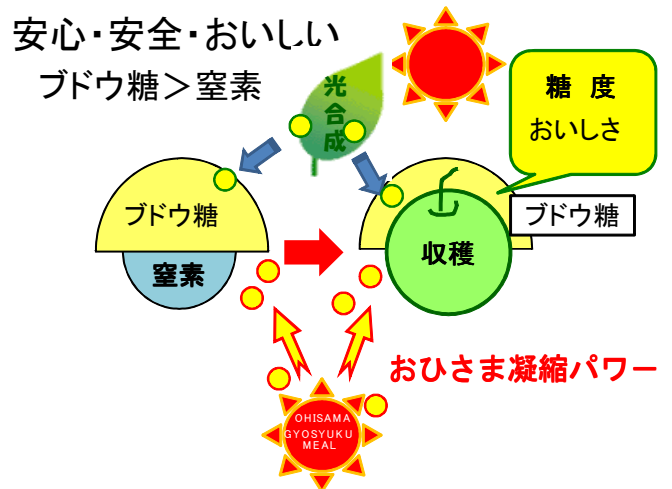 安心・安全・おいしい
ブドウ糖＞窒素
光合成
糖 度
おいしさ
ブドウ糖
窒素
ブドウ糖
収穫
おひさま凝縮パワー
OHISAMA
GYOSYUKU
MEAL